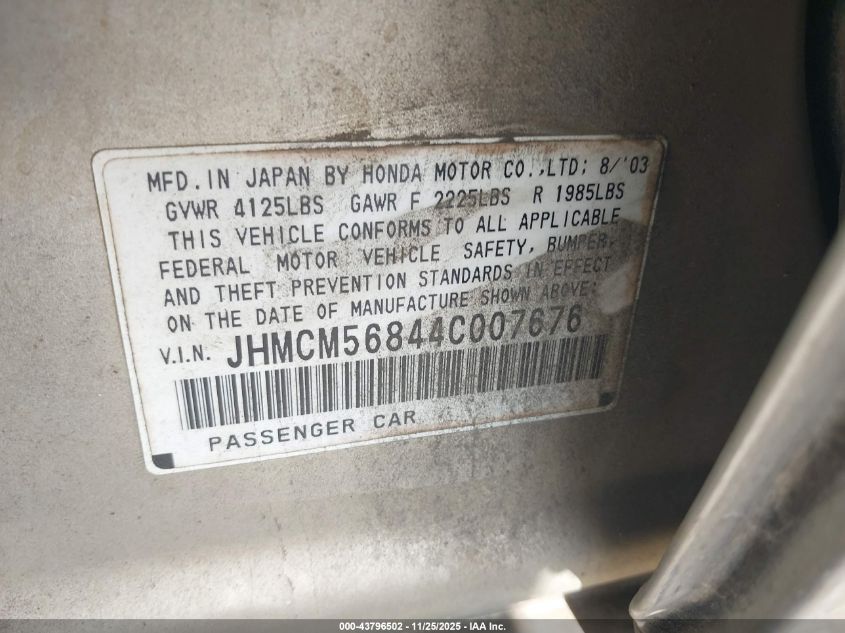 MFD. IN JAPAN BY HONDA MOTOR CO., LTD; 8/'03
GVWR 4125LBS GAWR F 2225LBS R 1985LBS
THIS VEHICLE CONFORMS TO ALL APPLICABLE
FEDERAL MOTOR VEHICLE SAFETY, BUMPER,
AND THEFT PREVENTION STANDARDS IN EFFECT
ON THE DATE OF MANUFACTURE SHOWN ABOVE:
V.I.N. JHMCM56844C007676
PASSENGER CAR
000-43796502 - 11/25/2025 - IAA Inc.